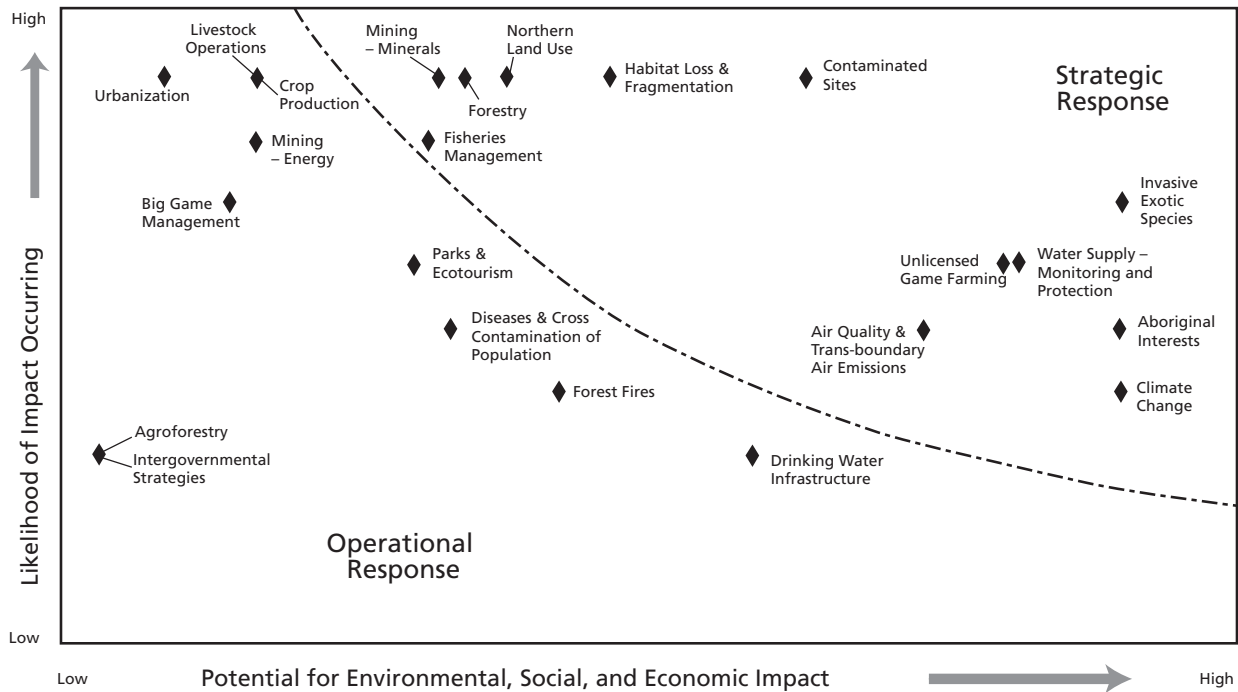 High
Livestock
Operations
Mining
– Minerals
Northern
Land Use
Habitat Loss &
Fragmentation
Contaminated
Sites
Strategic
Response
Urbanization
Crop
Production
Forestry
Mining
– Energy
Fisheries
Management
Big Game
Management
Invasive
Exotic
Species
Parks &
Ecotourism
Unlicensed
Game Farming
Water Supply –
Monitoring and
Protection
Diseases & Cross
Contamination of
Population
Air Quality &
Trans-boundary
Air Emissions
Aboriginal
Interests
Forest Fires
Climate
Change
Agroforestry
Intergovernmental
Strategies
Drinking Water
Infrastructure
Operational
Response
Likelihood of Impact Occurring
Low
Low
Potential for Environmental, Social, and Economic Impact
High